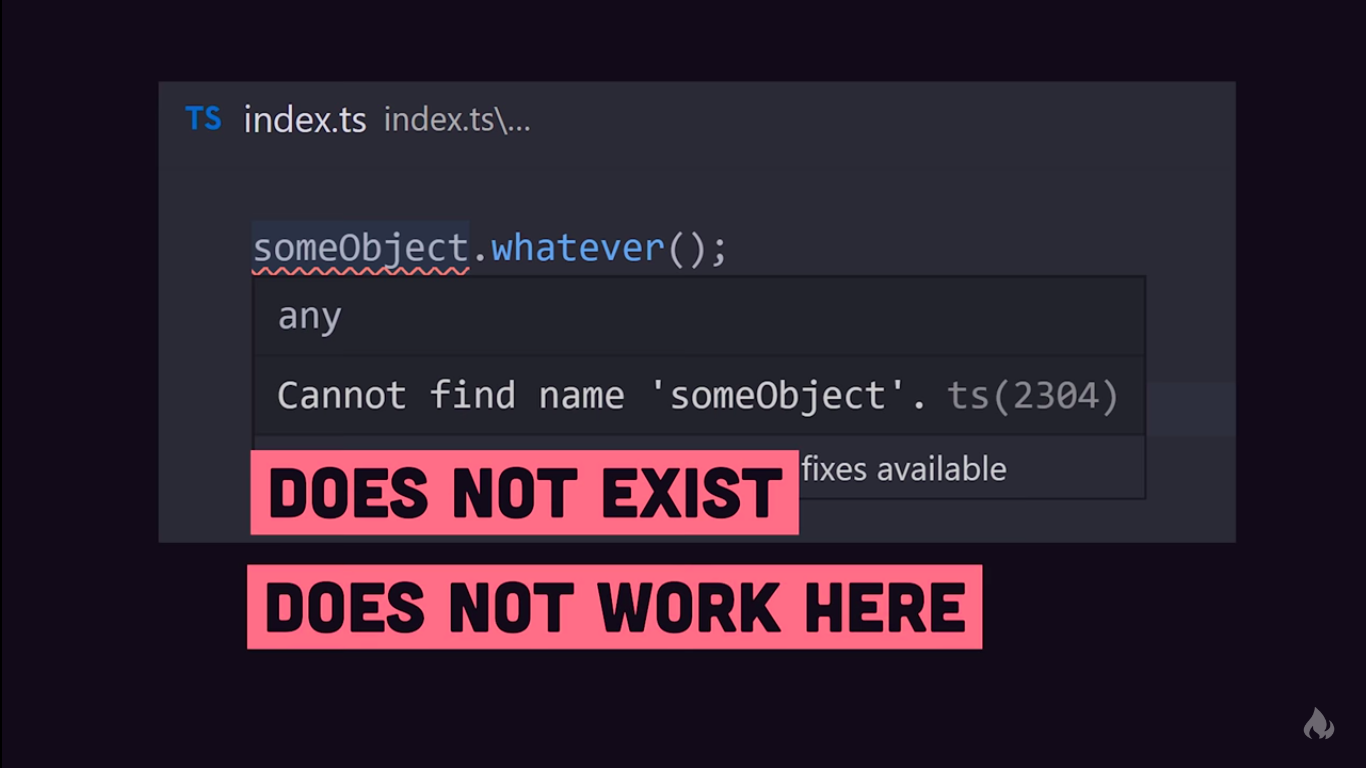 TS index.ts index.ts\...
someObject.whatever();
any
Cannot find name 'someObject'. ts(2304)
fixes available
DOES NOT EXIST
DOES NOT WORK HERE